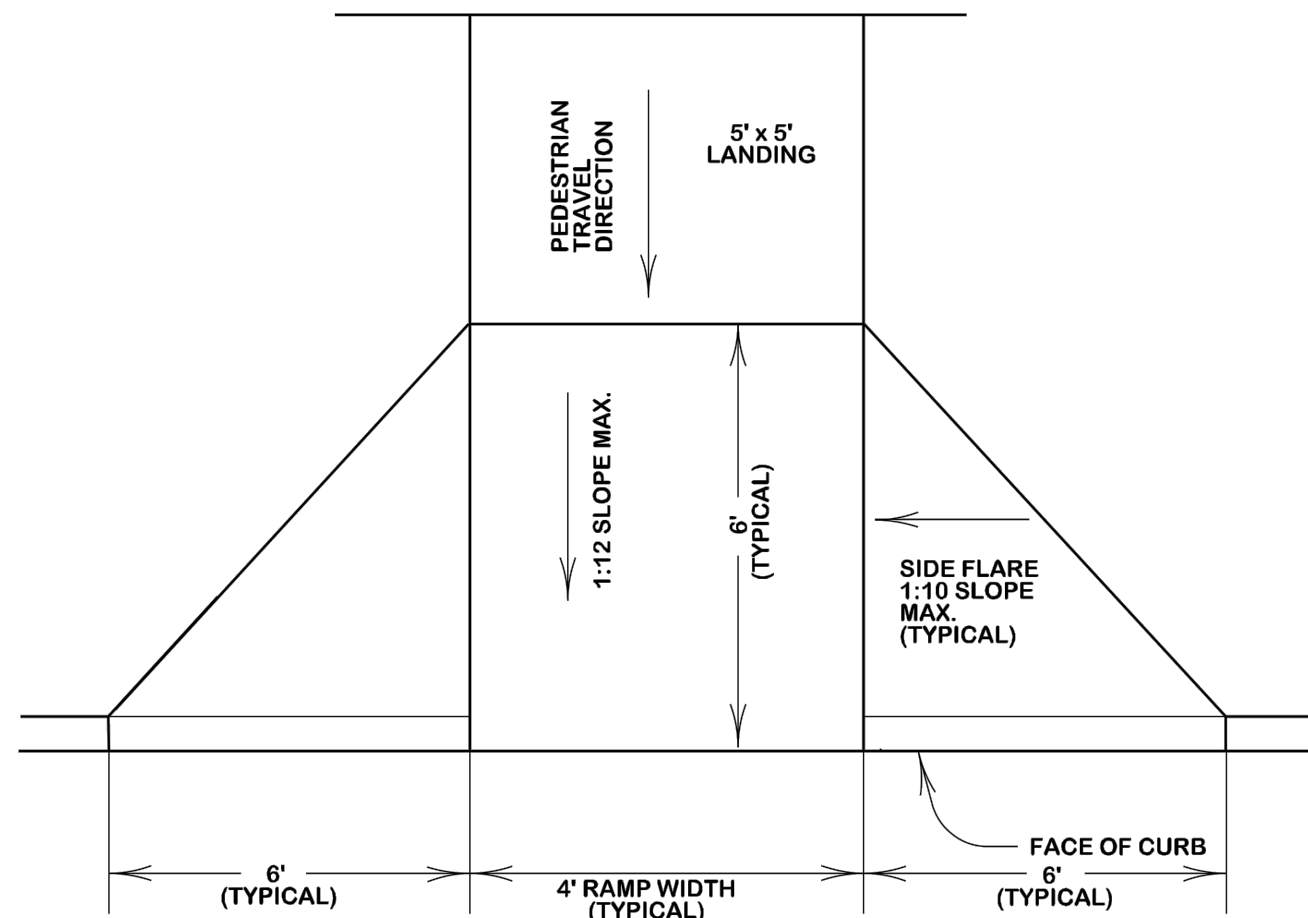 PEDESTRIAN
TRAVEL
DIRECTION
5' x 5'
LANDING
1:12 SLOPE MAX.
6'
(TYPICAL)
SIDE FLARE
1:10 SLOPE
MAX.
(TYPICAL)
FACE OF CURB
6'
(TYPICAL)
4' RAMP WIDTH
(TYPICAL)
6'
(TYPICAL)